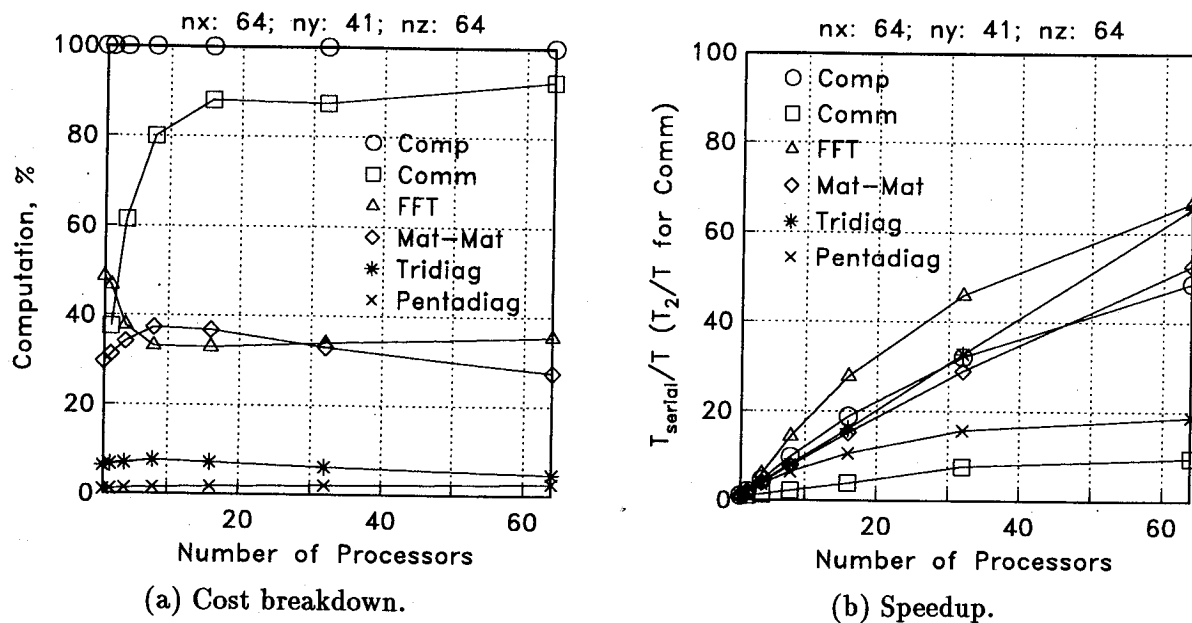 nx: 64; ny: 41; nz: 64
100
80
60
40
20
0
Computation, %
Comp
Comm
FFT
Mat-Mat
Tridiag
Pentadiag
20
40
60
Number of Processors
(a) Cost breakdown.
nx: 64; ny: 41; nz: 64
100
80
60
40
20
0
T_serial/T (T_2/T for Comm)
Comp
Comm
FFT
Mat-Mat
Tridiag
Pentadiag
20
40
60
Number of Processors
(b) Speedup.